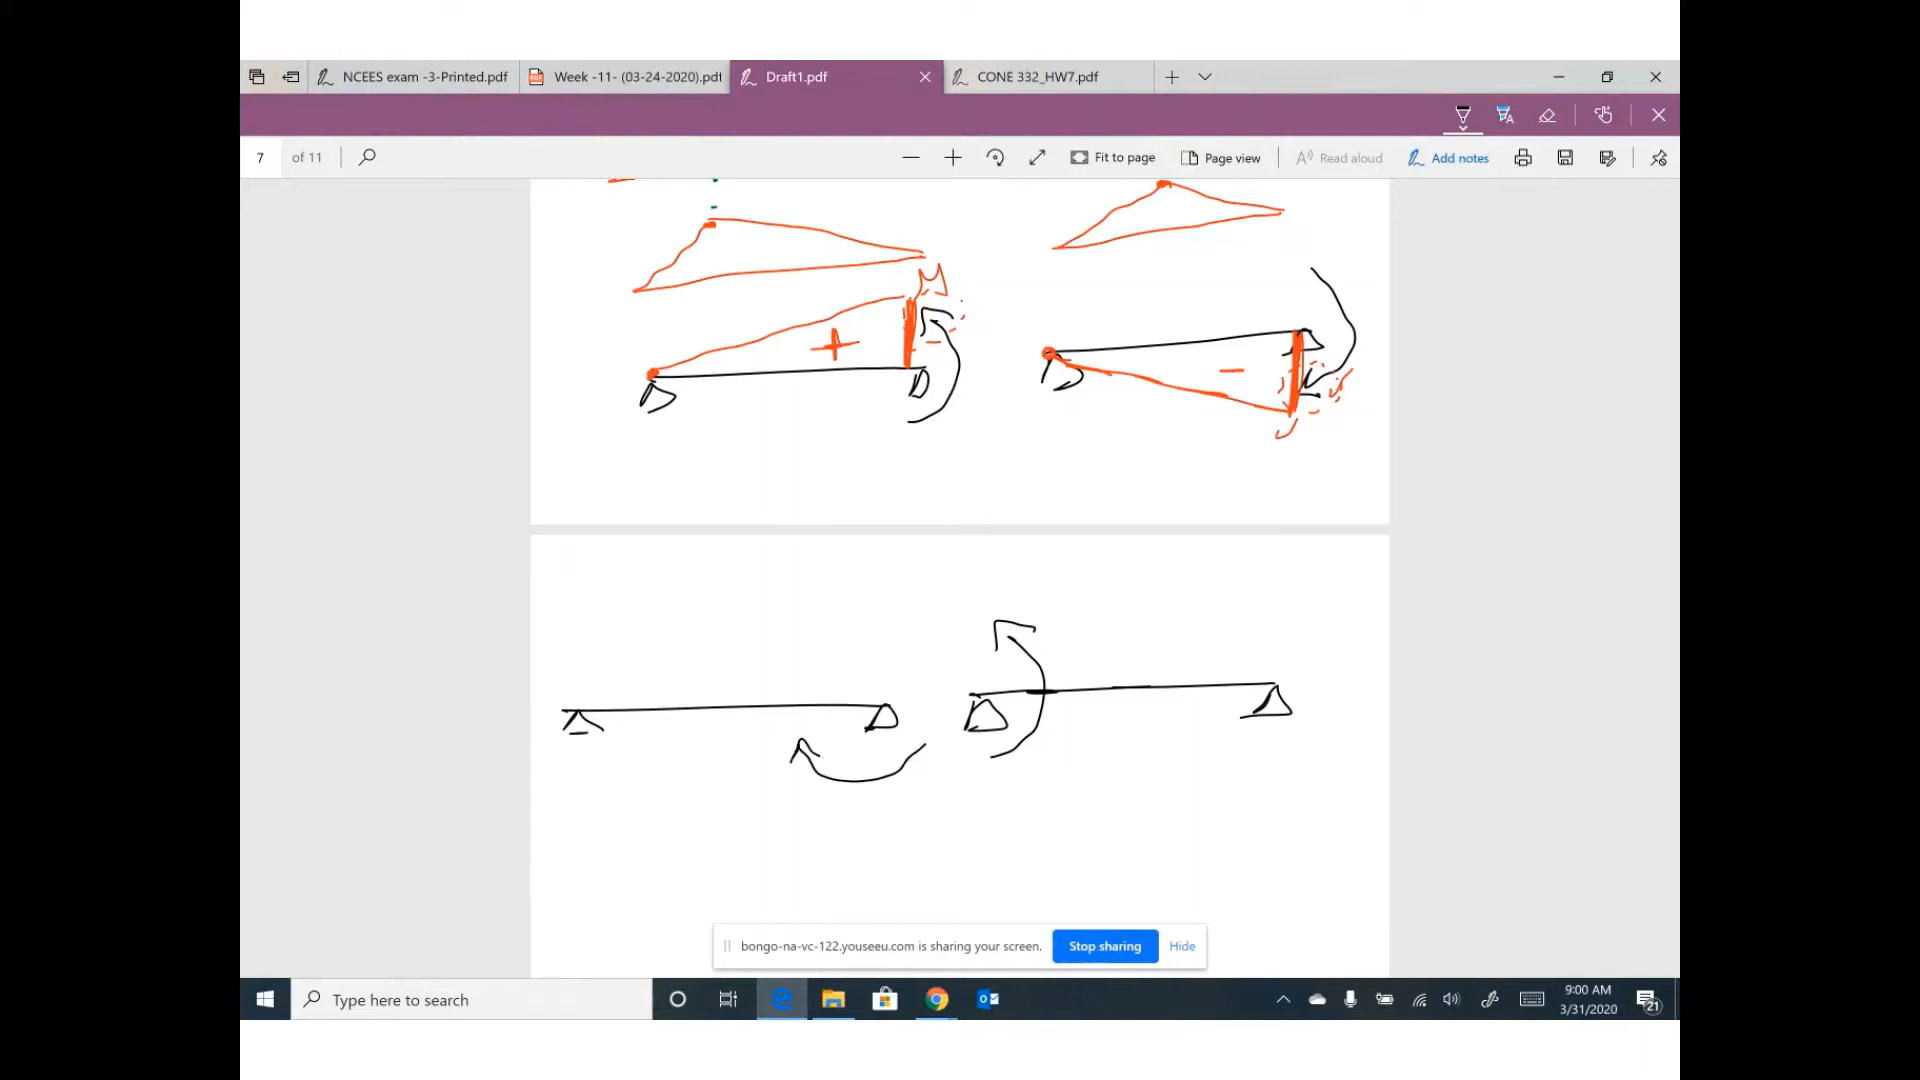 NCEES exam -3-Printed.pdf
Week -11- (03-24-2020).pdf
Draft1.pdf
CONE 332_HW7.pdf
7 of 11
Fit to page
Page view
Read aloud
Add notes
M
+
-
bongo-na-vc-122.youseeu.com is sharing your screen.
Stop sharing
Hide
Type here to search
9:00 AM
3/31/2020
21